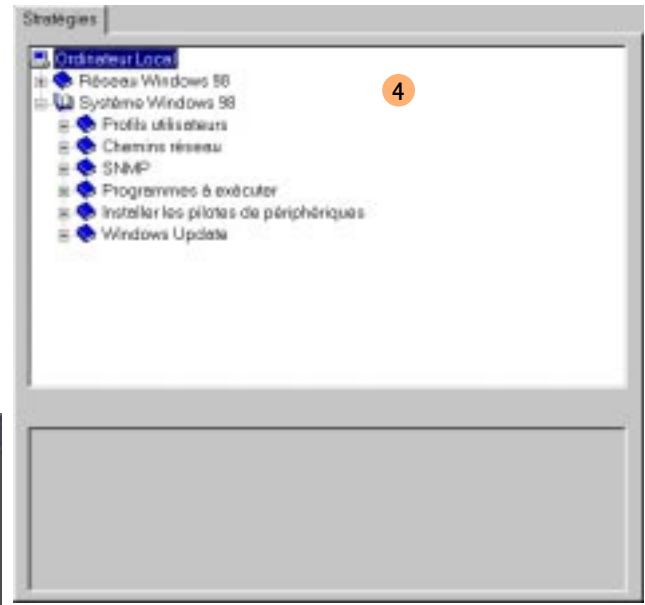 Stratégies
Ordinateur Local
Réseau Windows 98
Système Windows 98
Profils utilisateurs
Chemins réseau
SNMP
Programmes à exécuter
Installer les pilotes de périphériques
Windows Update
4